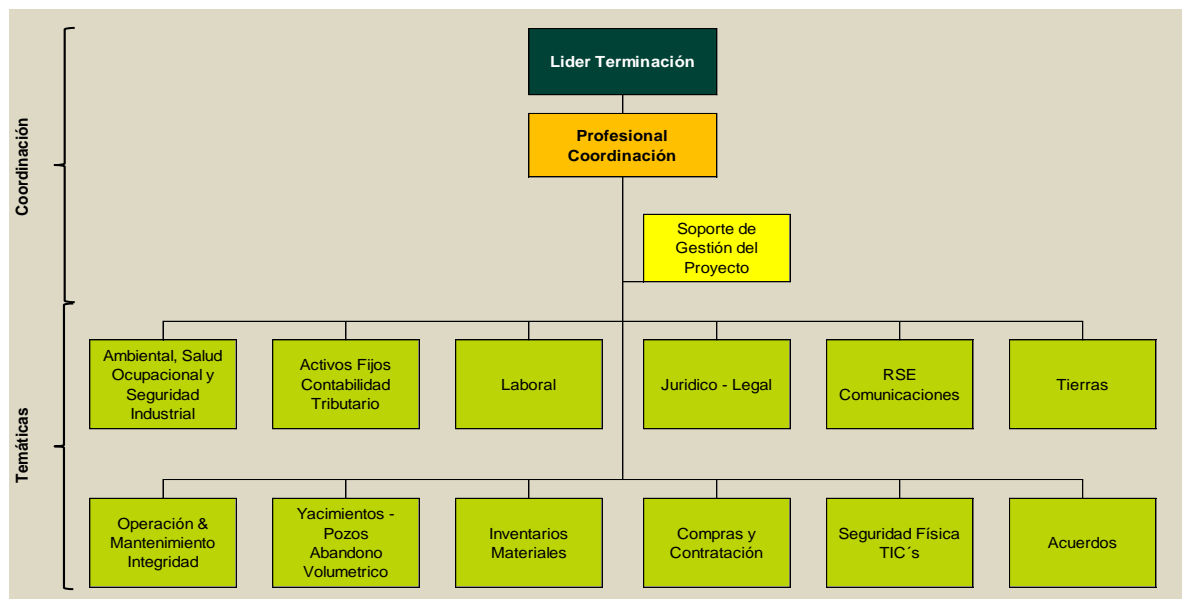 Coordinación
Lider Terminación
Profesional
Coordinación
Soporte de
Gestión del
Proyecto
Temáticas
Ambiental, Salud
Ocupacional y
Seguridad
Industrial
Activos Fijos
Contabilidad
Tributario
Laboral
Juridico - Legal
RSE
Comunicaciones
Tierras
Operación &
Mantenimiento
Integridad
Yacimientos -
Pozos
Abandono
Volumetrico
Inventarios
Materiales
Compras y
Contratación
Seguridad Física
TIC´s
Acuerdos